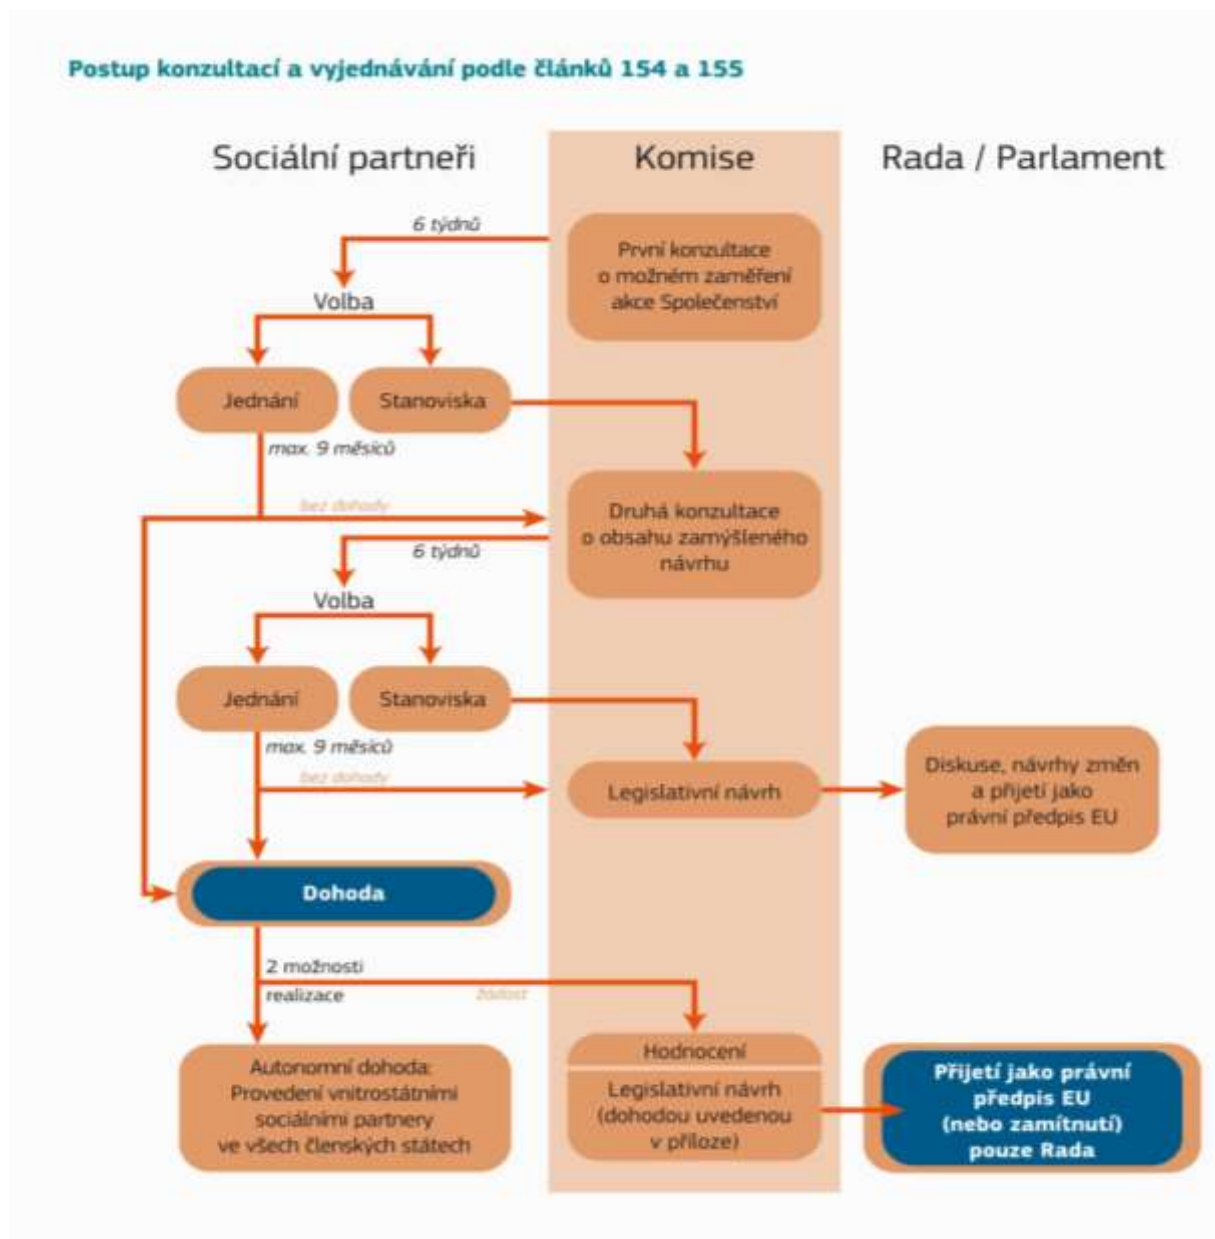 Postup konzultací a vyjednávání podle článků 154 a 155
Sociální partneři
Komise
Rada / Parlament
6 týdnů
První konzultace
o možném zaměření
akce Společenství
Volba
Jednání
Stanoviska
max. 9 měsíců
bez dohody
Druhá konzultace
o obsahu zamýšleného
návrhu
6 týdnů
Volba
Jednání
Stanoviska
max. 9 měsíců
bez dohody
Legislativní návrh
Diskuse, návrhy změn
a přijetí jako
právní předpis EU
Dohoda
2 možnosti
realizace
žádost
Autonomní dohoda:
Provedení vnitrostátními
sociálními partnery
ve všech členských státech
Hodnocení
Legislativní návrh
(dohodou uvedenou
v příloze)
Přijetí jako právní
předpis EU
(nebo zamítnutí)
pouze Rada